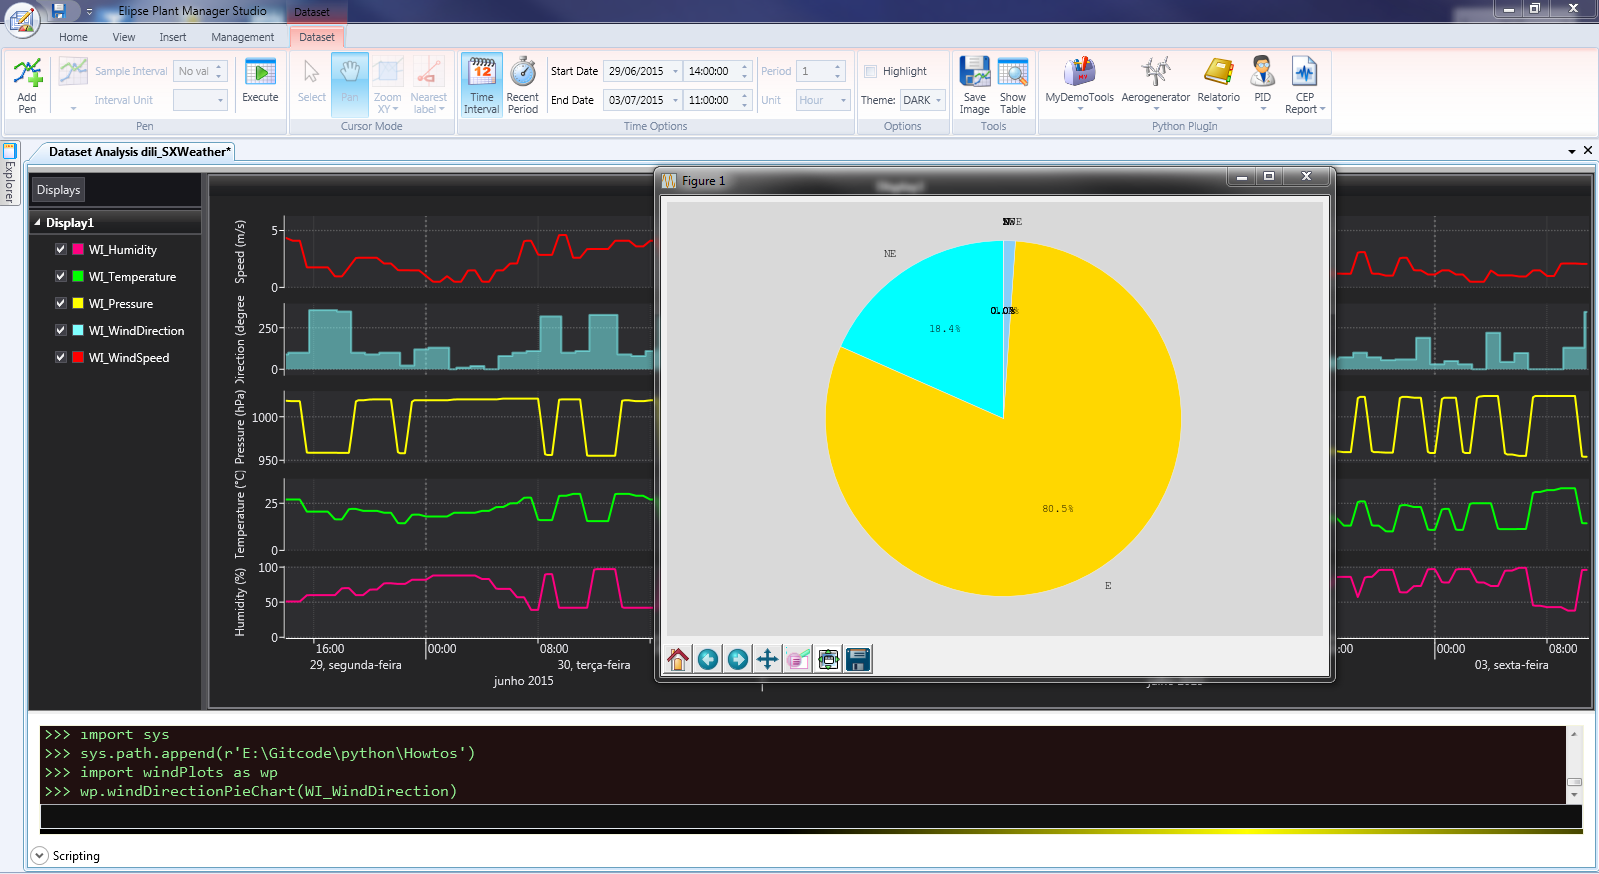 Elipse Plant Manager Studio
Dataset
Home View Insert Management Dataset
Add Pen
Sample Interval No val
Interval Unit
Execute
Pen
Select
Pan
Zoom XY
Nearest label
Cursor Mode
12
Time Interval
Recent Period
Start Date 29/06/2015 14:00:00
End Date 03/07/2015 11:00:00
Period 1
Unit Hour
Time Options
Highlight
Theme: DARK
Options
Save Image
Show Table
Tools
MY
MyDemoTools
Aerogenerator
Relatorio
PID
CEP Report
Python PlugIn
Explorer
Dataset Analysis dili_SXWeather*
Displays
Display1
WI_Humidity
WI_Temperature
WI_Pressure
WI_WindDirection
WI_WindSpeed
Speed (m/s)
5
0
Direction (degree
250
0
Pressure (hPa)
1000
950
Temperature (°C)
25
0
Humidity (%)
100
50
0
16:00 00:00 08:00
29, segunda-feira 30, terça-feira
junho 2015
:00 00:00 08:00
03, sexta-feira
Figure 1
NE
18.4%
80.5%
E
>>> import sys
>>> sys.path.append(r'E:\Gitcode\python\Howtos')
>>> import windPlots as wp
>>> wp.windDirectionPieChart(WI_WindDirection)
Scripting